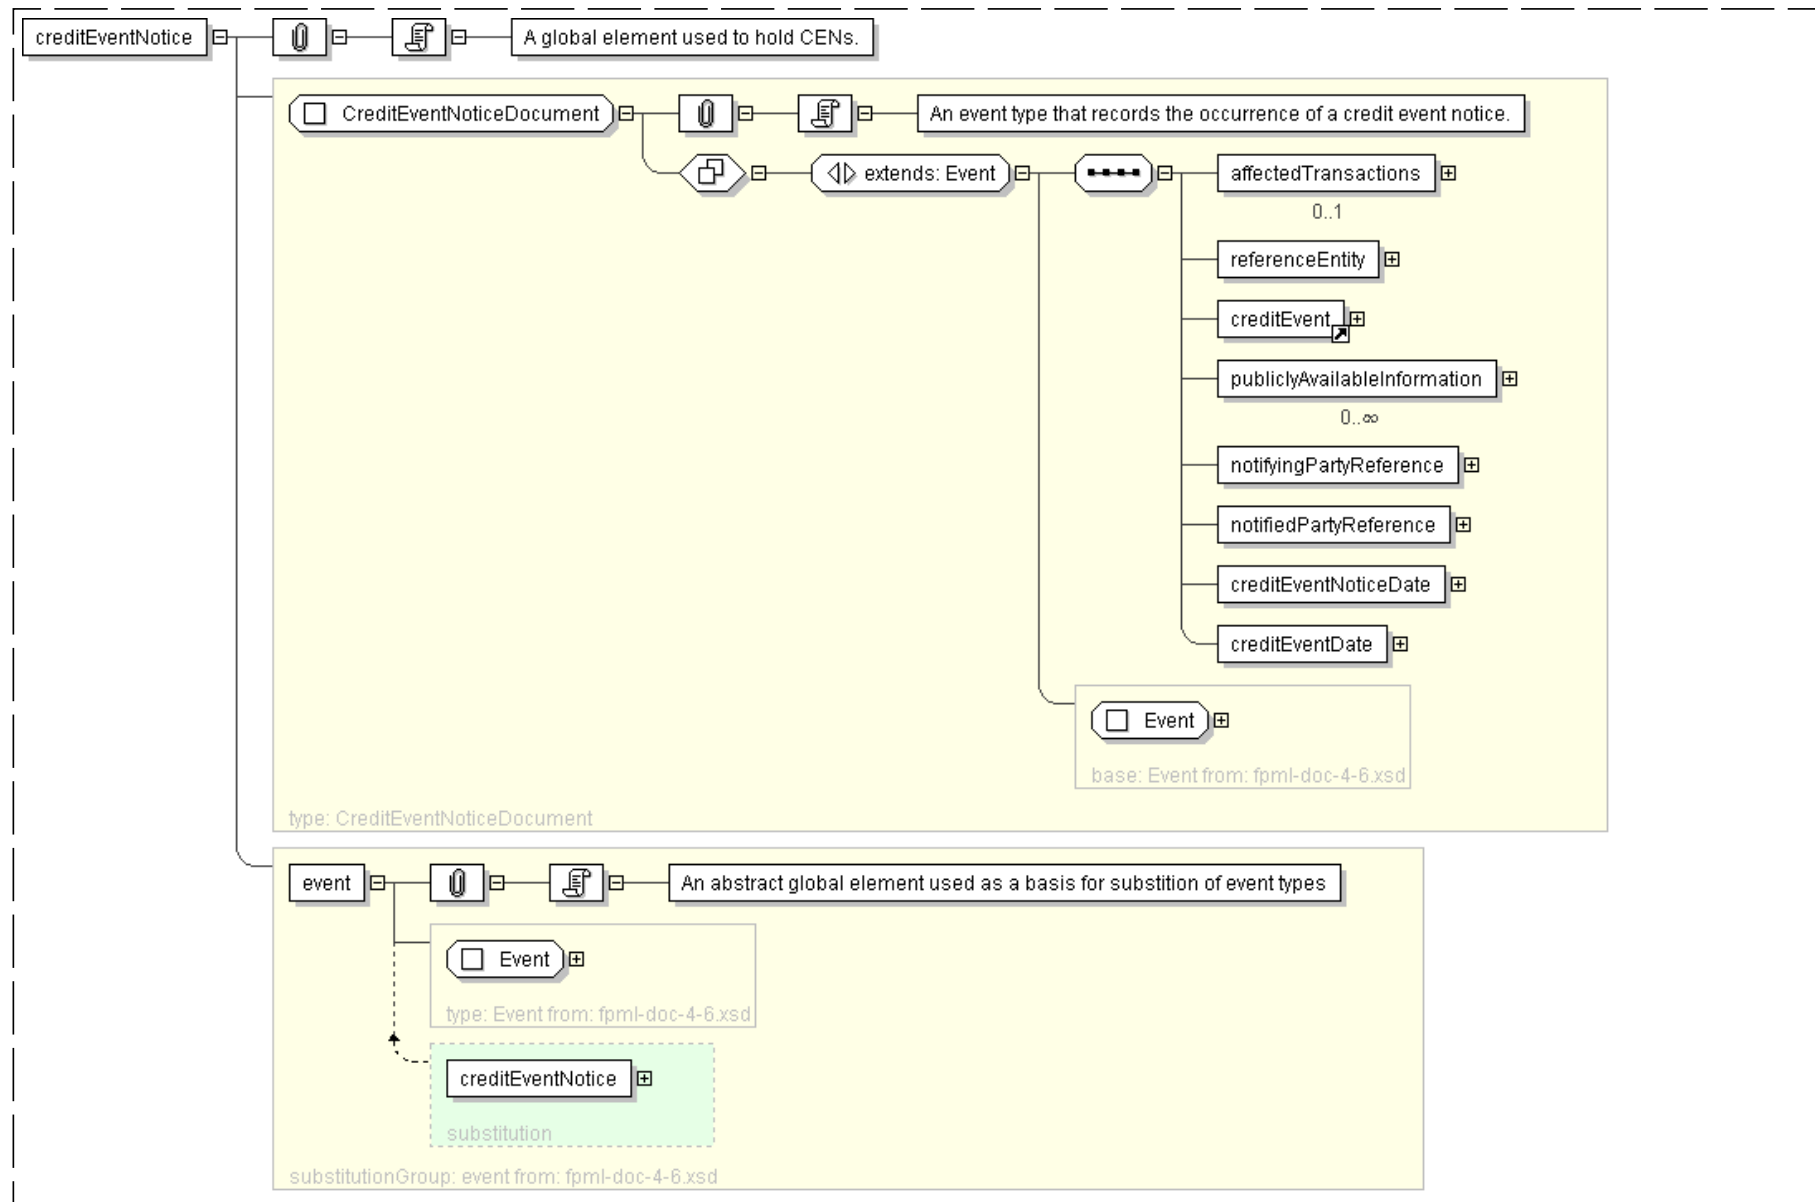 creditEventNotice
A global element used to hold CENs.
CreditEventNoticeDocument
An event type that records the occurrence of a credit event notice.
extends: Event
affectedTransactions
0..1
referenceEntity
creditEvent
publiclyAvailableInformation
0..∞
notifyingPartyReference
notifiedPartyReference
creditEventNoticeDate
creditEventDate
Event
base: Event from: fpml-doc-4-6.xsd
type: CreditEventNoticeDocument
event
An abstract global element used as a basis for substition of event types
Event
type: Event from: fpml-doc-4-6.xsd
creditEventNotice
substitution
substitutionGroup: event from: fpml-doc-4-6.xsd